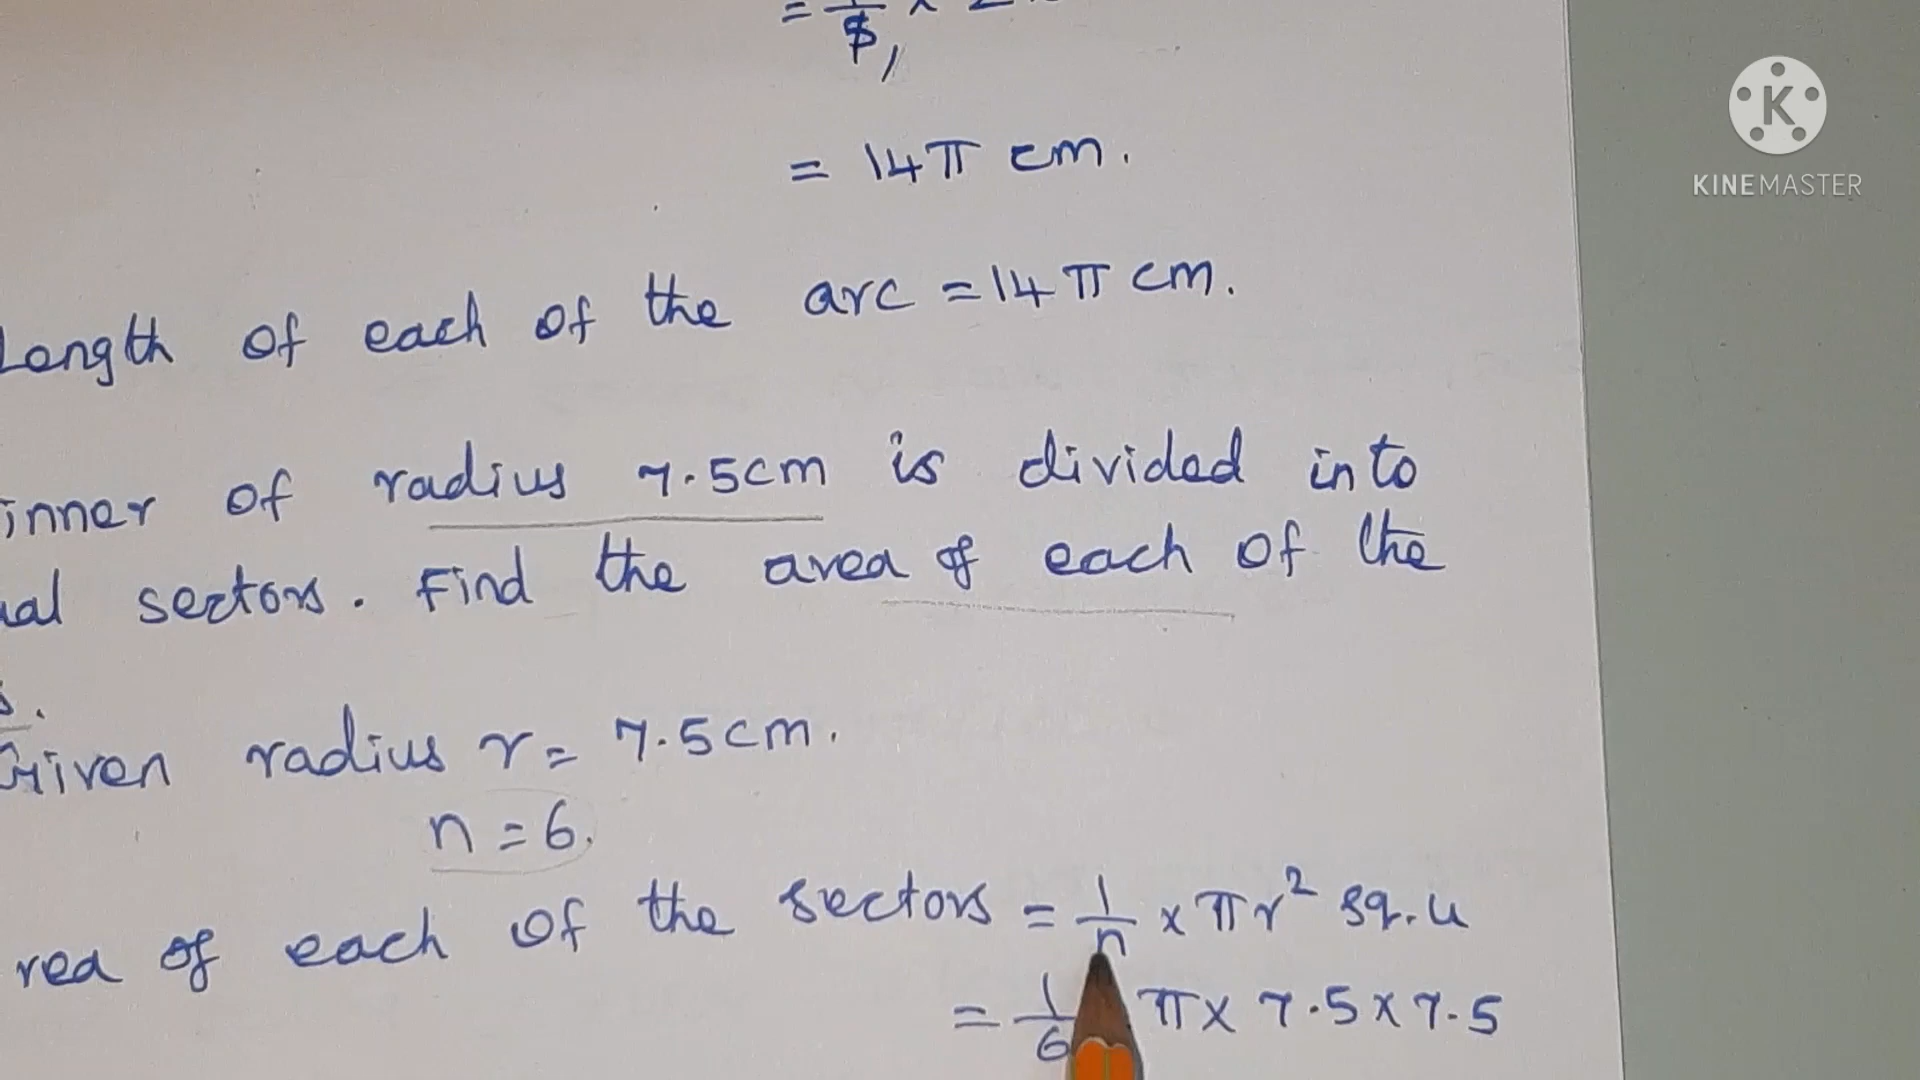 = 14π cm.
K
KINEMASTER
Length of each of the arc = 14π cm.
inner of radius 7.5cm is divided into
sectors. Find the area of each of the
Given radius r = 7.5cm.
n = 6.
of each of the sectors = 1/n × πr² sq.u
= 1/6 π × 7.5 × 7.5